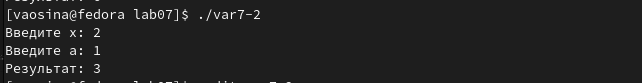 [vaosina@fedora lab07]$ ./var7-2
Введите x: 2
Введите a: 1
Результат: 3